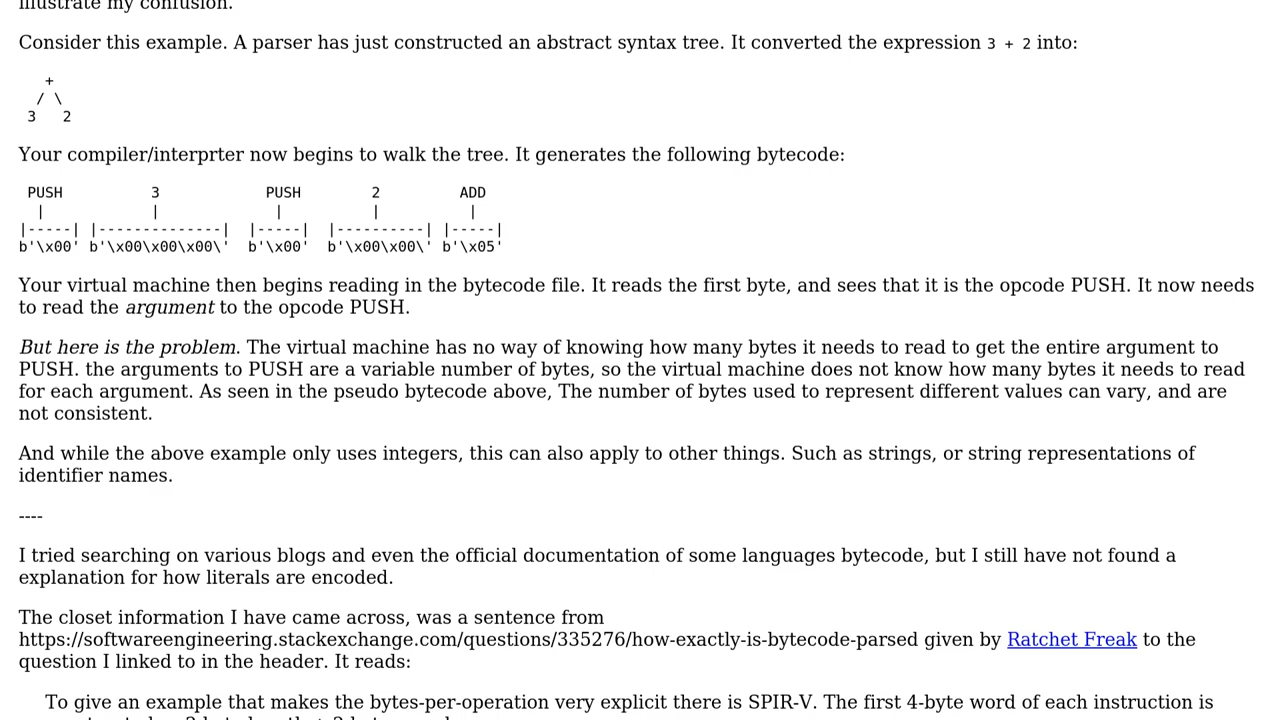 illustrate my confusion.
Consider this example. A parser has just constructed an abstract syntax tree. It converted the expression 3 + 2 into:
+
/ \
3   2
Your compiler/interprter now begins to walk the tree. It generates the following bytecode:
PUSH          3            PUSH        2         ADD
|             |              |          |          |
|-----| |--------------|  |-----|  |----------| |-----|
b'\x00' b'\x00\x00\x00\'  b'\x00'  b'\x00\x00\' b'\x05'
Your virtual machine then begins reading in the bytecode file. It reads the first byte, and sees that it is the opcode PUSH. It now needs
to read the argument to the opcode PUSH.
But here is the problem. The virtual machine has no way of knowing how many bytes it needs to read to get the entire argument to
PUSH. the arguments to PUSH are a variable number of bytes, so the virtual machine does not know how many bytes it needs to read
for each argument. As seen in the pseudo bytecode above, The number of bytes used to represent different values can vary, and are
not consistent.
And while the above example only uses integers, this can also apply to other things. Such as strings, or string representations of
identifier names.
----
I tried searching on various blogs and even the official documentation of some languages bytecode, but I still have not found a
explanation for how literals are encoded.
The closet information I have came across, was a sentence from
https://softwareengineering.stackexchange.com/questions/335276/how-exactly-is-bytecode-parsed given by Ratchet Freak to the
question I linked to in the header. It reads:
To give an example that makes the bytes-per-operation very explicit there is SPIR-V. The first 4-byte word of each instruction is